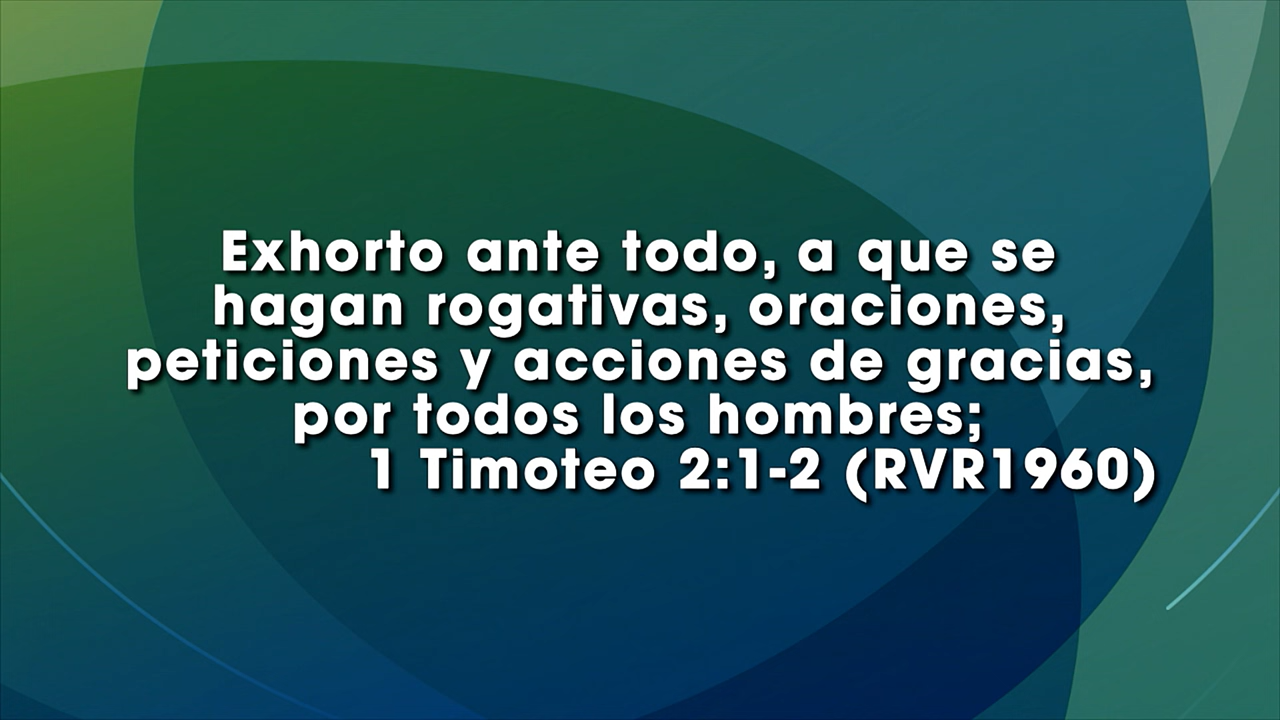 Exhorto ante todo, a que se
hagan rogativas, oraciones,
peticiones y acciones de gracias,
por todos los hombres;
1 Timoteo 2:1-2 (RVR1960)